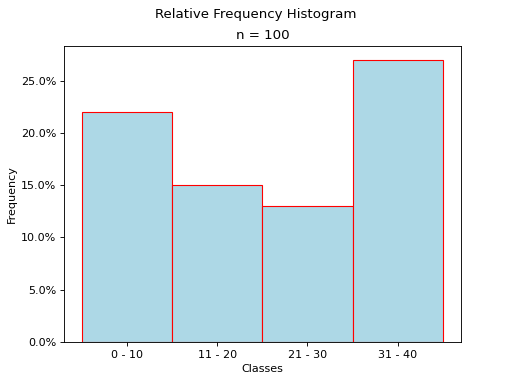 Relative Frequency Histogram
n = 100
25.0%
20.0%
15.0%
10.0%
5.0%
0.0%
Frequency
0 - 10
11 - 20
21 - 30
31 - 40
Classes